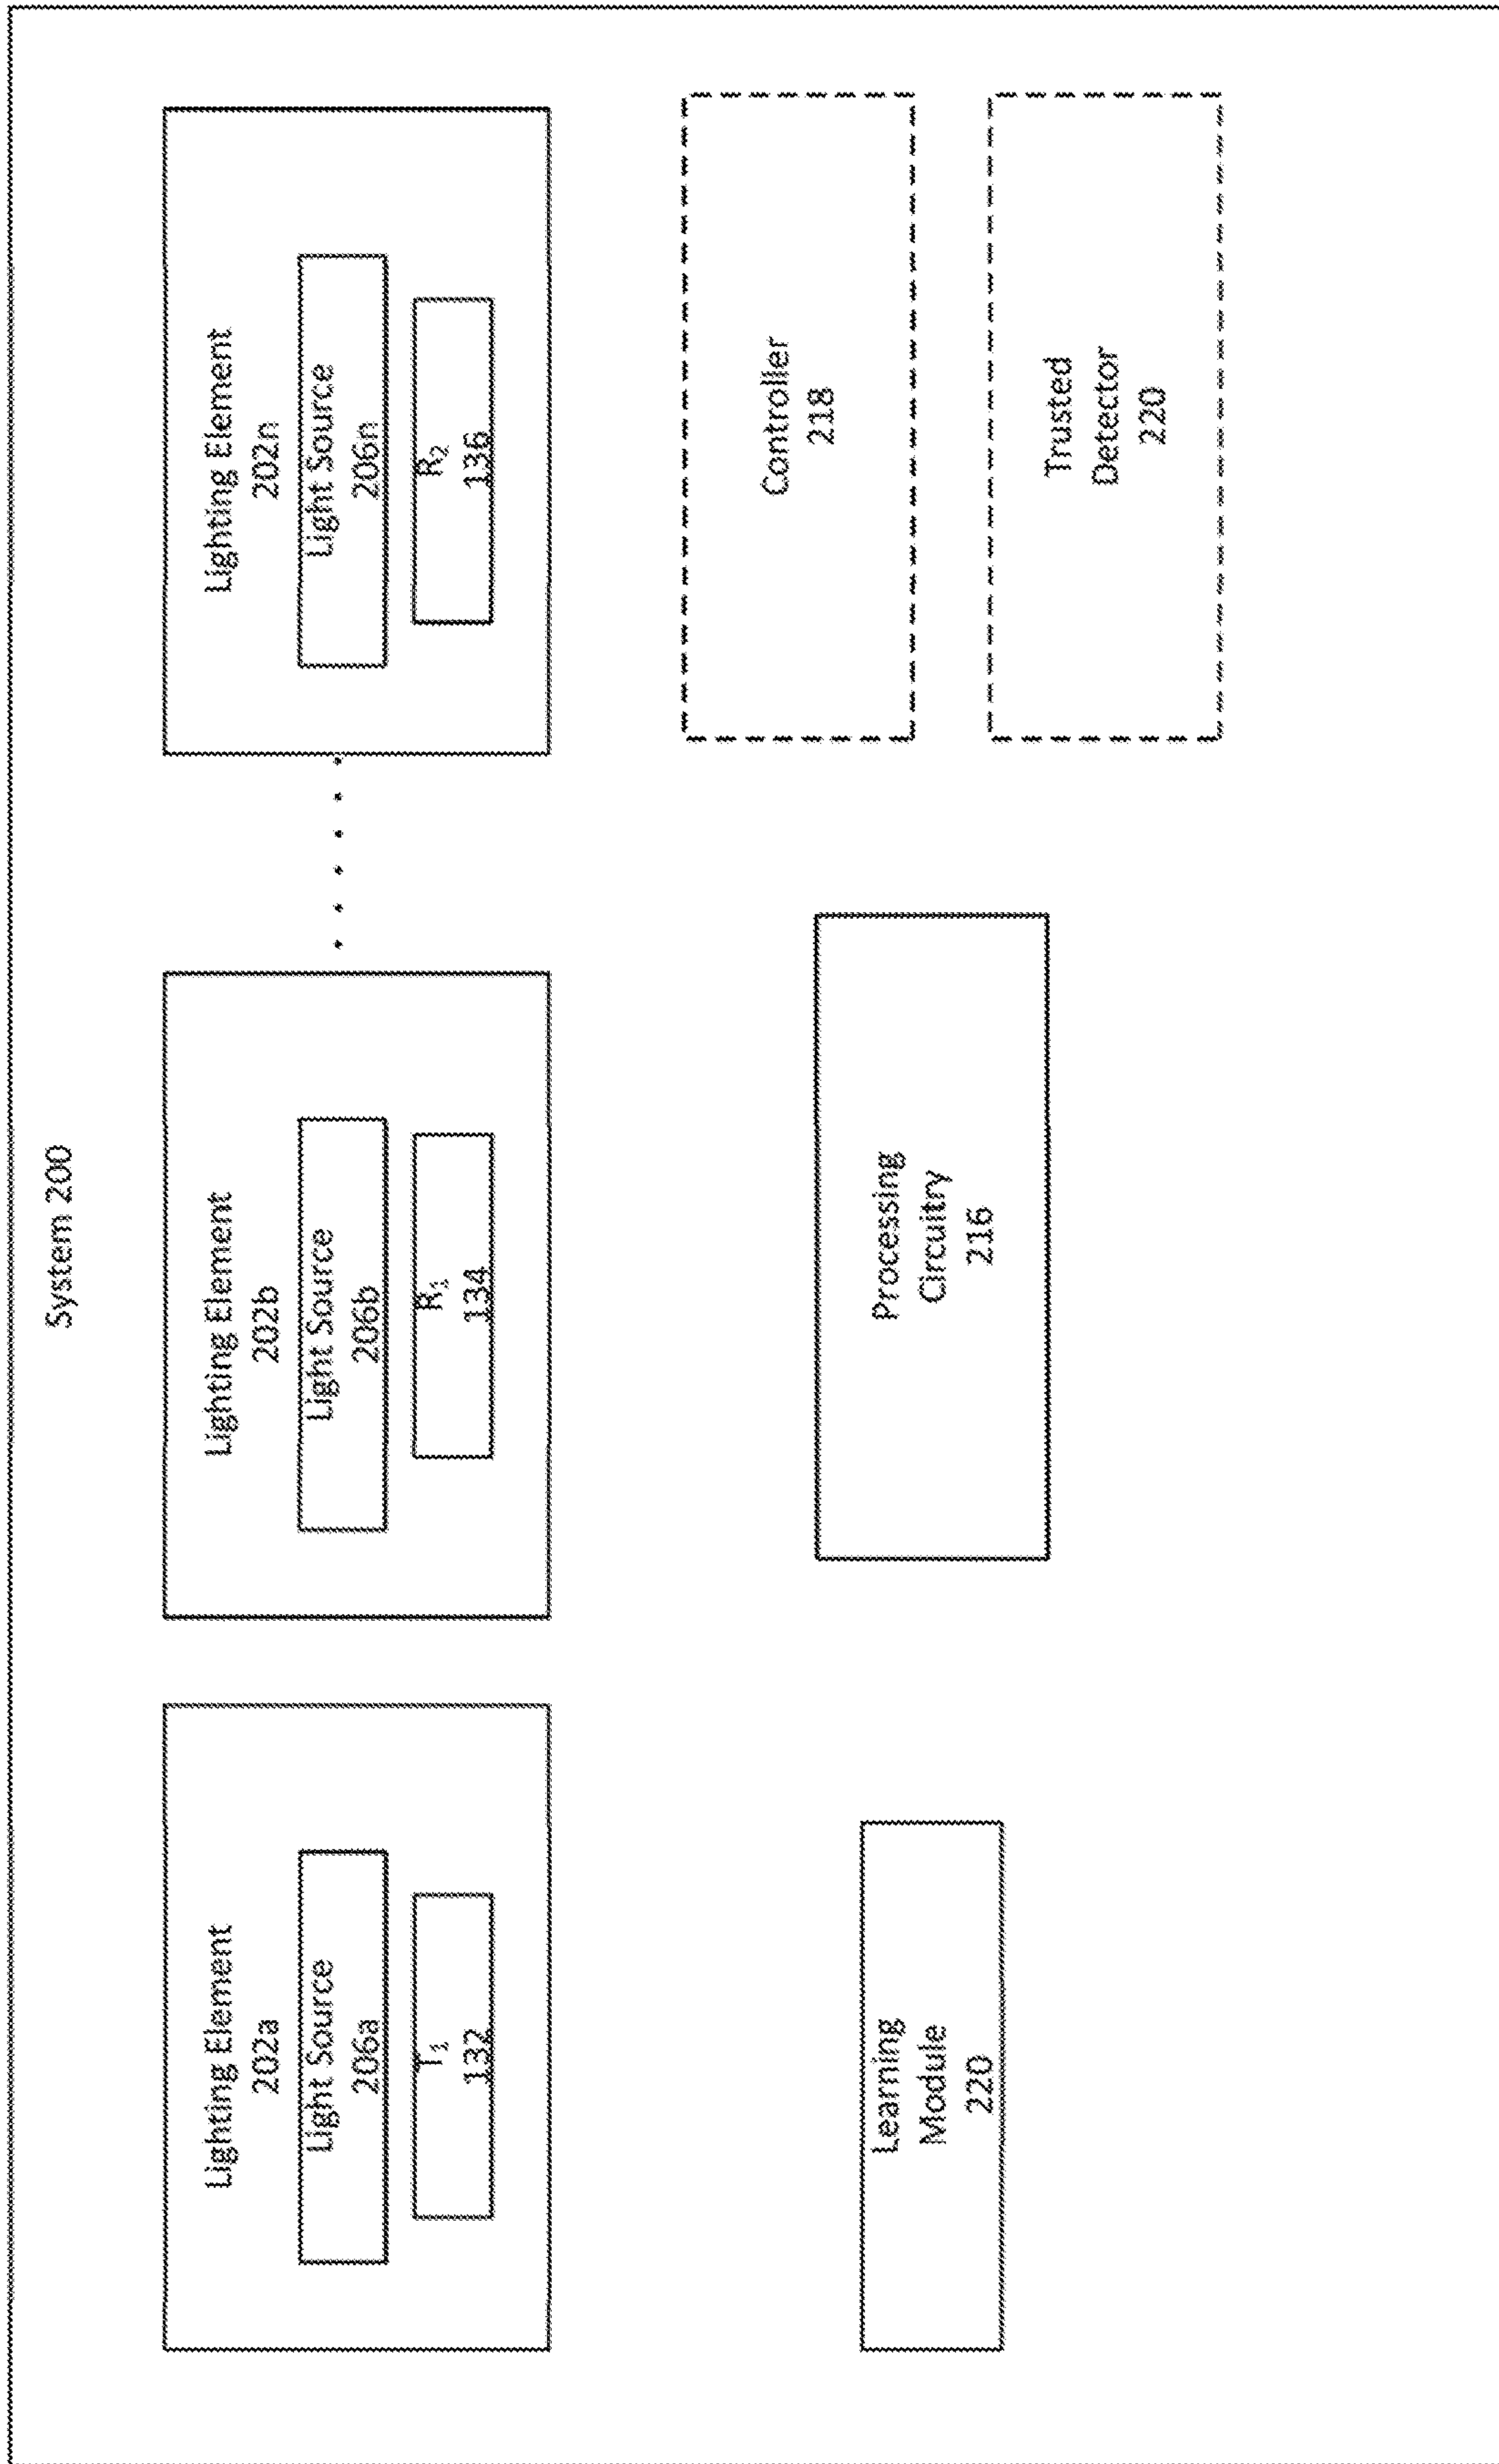 System 200
Lighting Element
202a
Light Source
206a
T₁
132
Lighting Element
202b
Light Source
206b
R₁
134
Lighting Element
202n
Light Source
206n
R₂
136
Learning
Module
220
Processing
Circuitry
216
Controller
218
Trusted
Detector
220